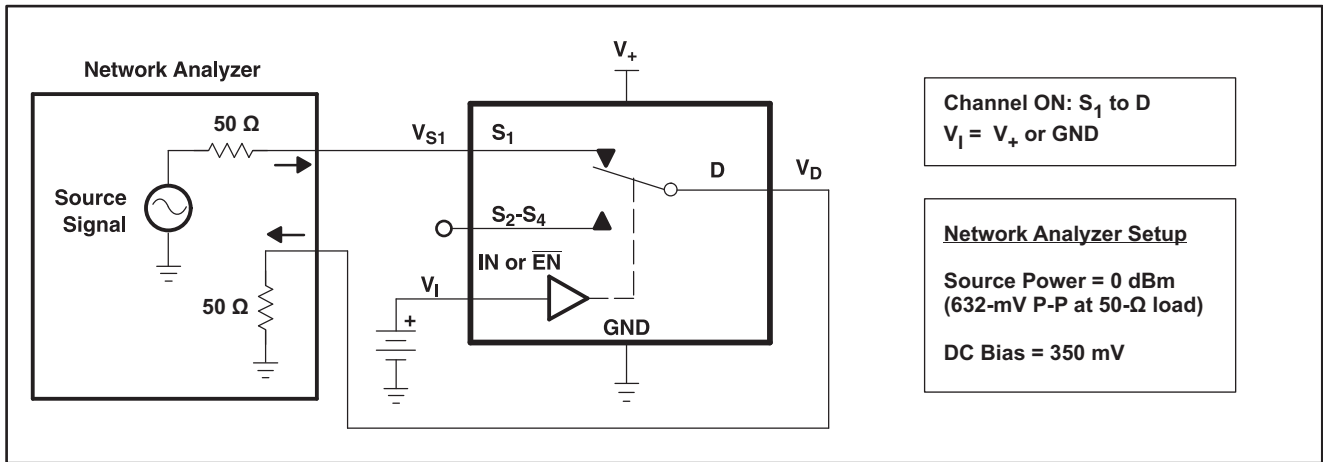 Network Analyzer
50 Ω
Source
Signal
50 Ω
V+
VS1
S1
D
VD
S2-S4
IN or E̅N̅
VI
+
GND
Channel ON: S1 to D
VI = V+ or GND
Network Analyzer Setup
Source Power = 0 dBm
(632-mV P-P at 50-Ω load)
DC Bias = 350 mV